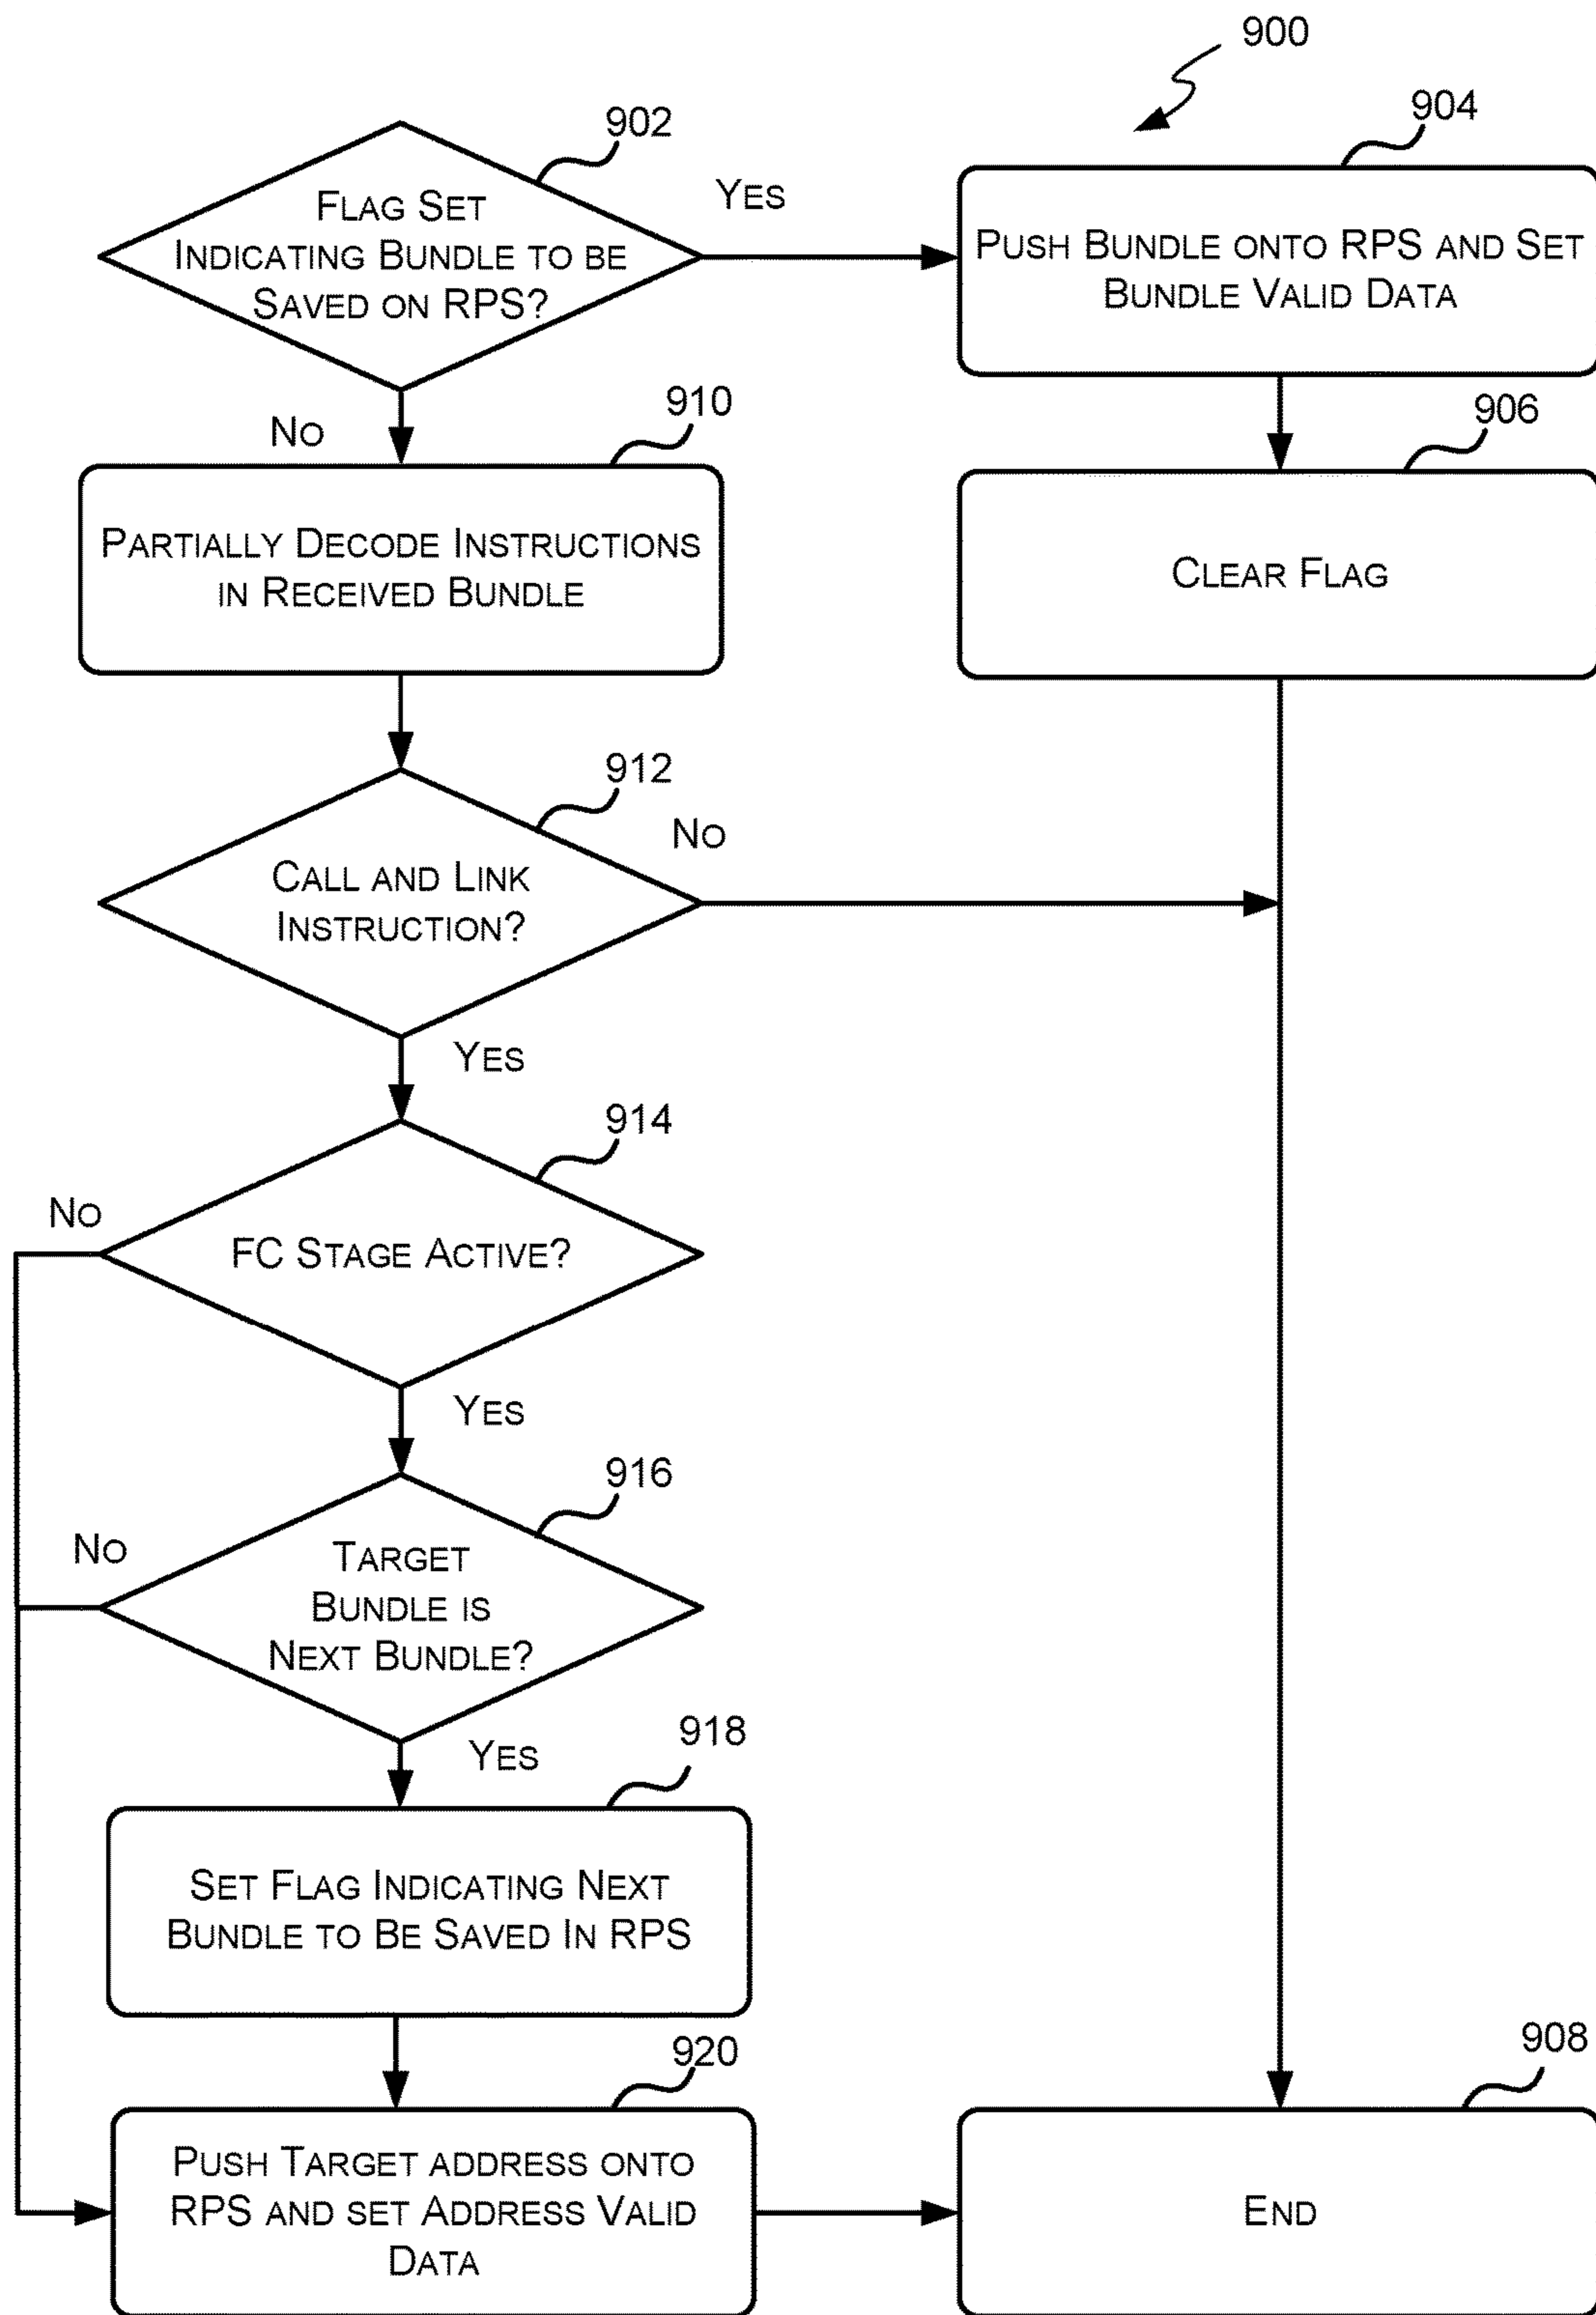 900
902
FLAG SET
INDICATING BUNDLE TO BE
SAVED ON RPS?
YES
904
PUSH BUNDLE ONTO RPS AND SET
BUNDLE VALID DATA
NO
910
PARTIALLY DECODE INSTRUCTIONS
IN RECEIVED BUNDLE
906
CLEAR FLAG
912
CALL AND LINK
INSTRUCTION?
NO
YES
914
FC STAGE ACTIVE?
NO
YES
916
TARGET
BUNDLE IS
NEXT BUNDLE?
NO
YES
918
SET FLAG INDICATING NEXT
BUNDLE TO BE SAVED IN RPS
920
PUSH TARGET ADDRESS ONTO
RPS AND SET ADDRESS VALID
DATA
908
END